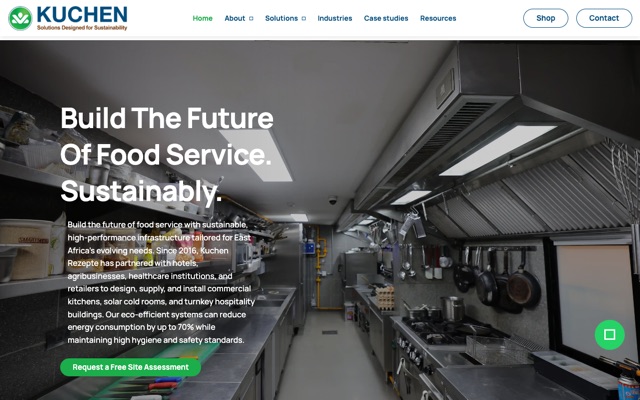 KUCHEN
Solutions Designed for Sustainability
Home
About
Solutions
Industries
Case studies
Resources
Shop
Contact
Build The Future
Of Food Service.
Sustainably.
Build the future of food service with sustainable,
high-performance infrastructure tailored for East
Africa's evolving needs. Since 2016, Kuchen
Rezepte has partnered with hotels,
agribusinesses, healthcare institutions, and
retailers to design, supply, and install commercial
kitchens, solar cold rooms, and turnkey hospitality
buildings. Our eco-efficient systems can reduce
energy consumption by up to 70% while
maintaining high hygiene and safety standards.
Request a Free Site Assessment